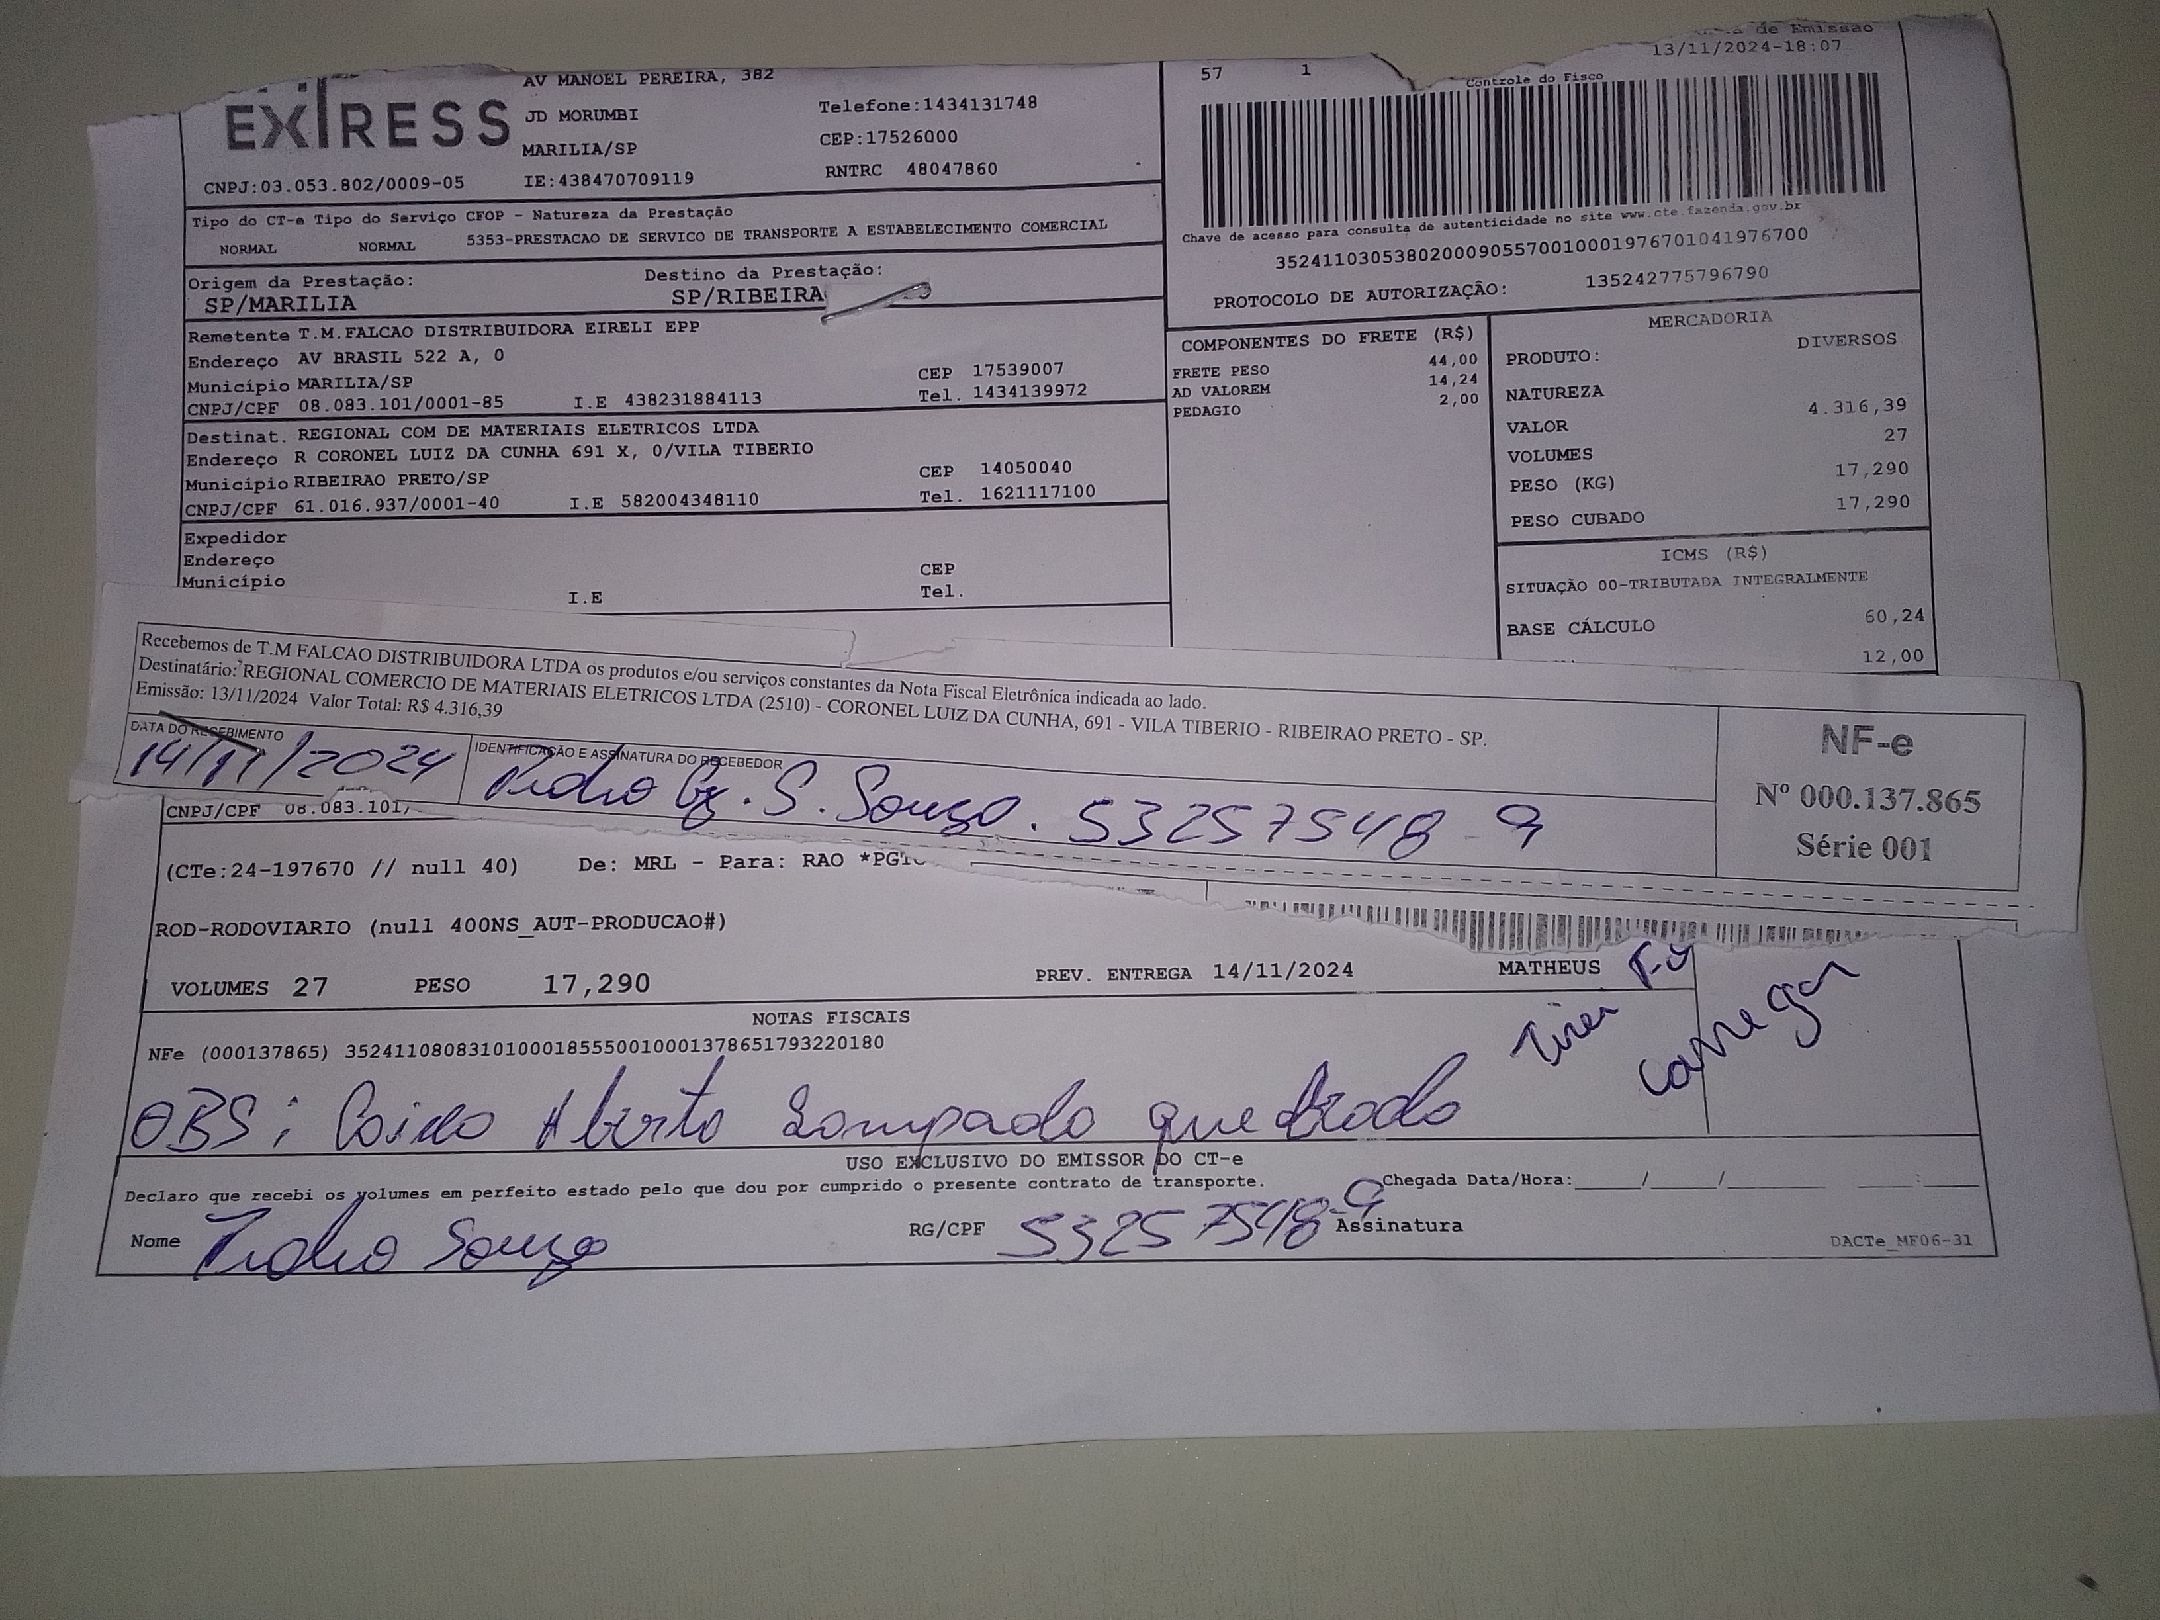 EXPRESS
AV MANOEL PEREIRA, 382
JD MORUMBI
MARILIA/SP
Telefone:1434131748
CEP:17526000
CNPJ:03.053.802/0009-05 IE:438470709119 RNTRC 48047860
Tipo do CT-e Tipo do Serviço CFOP - Natureza da Prestação
NORMAL NORMAL 5353-PRESTACAO DE SERVICO DE TRANSPORTE A ESTABELECIMENTO COMERCIAL
Origem da Prestação: Destino da Prestação:
SP/MARILIA SP/RIBEIRA
57 1
de Emissão
13/11/2024-18:07
Controle do Fisco
Chave de acesso para consulta de autenticidade no site www.cte.fazenda.gov.br
35241103053802000905570010001976701041976700
PROTOCOLO DE AUTORIZAÇÃO: 135242775796790
Remetente T.M.FALCAO DISTRIBUIDORA EIRELI EPP
Endereço AV BRASIL 522 A, 0
Município MARILIA/SP CEP 17539007
CNPJ/CPF 08.083.101/0001-85 I.E 438231884113 Tel. 1434139972
Destinat. REGIONAL COM DE MATERIAIS ELETRICOS LTDA
Endereço R CORONEL LUIZ DA CUNHA 691 X, 0/VILA TIBERIO
Município RIBEIRAO PRETO/SP CEP 14050040
CNPJ/CPF 61.016.937/0001-40 I.E 582004348110 Tel. 1621117100
Expedidor
Endereço
Município CEP
I.E Tel.
COMPONENTES DO FRETE (R$)
FRETE PESO 44,00
AD VALOREM 14,24
PEDAGIO 2,00
MERCADORIA
PRODUTO: DIVERSOS
NATUREZA
VALOR 4.316,39
VOLUMES 27
PESO (KG) 17,290
PESO CUBADO 17,290
ICMS (R$)
SITUAÇÃO 00-TRIBUTADA INTEGRALMENTE
BASE CÁLCULO 60,24
12,00
Recebemos de T.M FALCAO DISTRIBUIDORA LTDA os produtos e/ou serviços constantes da Nota Fiscal Eletrônica indicada ao lado.
Destinatário: REGIONAL COMERCIO DE MATERIAIS ELETRICOS LTDA (2510) - CORONEL LUIZ DA CUNHA, 691 - VILA TIBERIO - RIBEIRAO PRETO - SP.
Emissão: 13/11/2024 Valor Total: R$ 4.316,39
DATA DO RECEBIMENTO IDENTIFICAÇÃO E ASSINATURA DO RECEBEDOR
14/11/2024 Pedro S. Souza. 53257548-9
NF-e
Nº 000.137.865
Série 001
CNPJ/CPF 08.083.101/
(CTe:24-197670 // null 40) De: MRL - Para: RAO
ROD-RODOVIARIO (null 400NS_AUT-PRODUCAO#)
VOLUMES 27 PESO 17,290 PREV. ENTREGA 14/11/2024 MATHEUS
NOTAS FISCAIS
NFe (000137865) 35241108083101000185550010001378651793220180
carregar
OBS: Caixa Aberto Lampada quebrado
USO EXCLUSIVO DO EMISSOR DO CT-e
Declaro que recebi os volumes em perfeito estado pelo que dou por cumprido o presente contrato de transporte. Chegada Data/Hora:
Nome Pedro Souza RG/CPF 53257548-9 Assinatura
DACTe_MF06-31